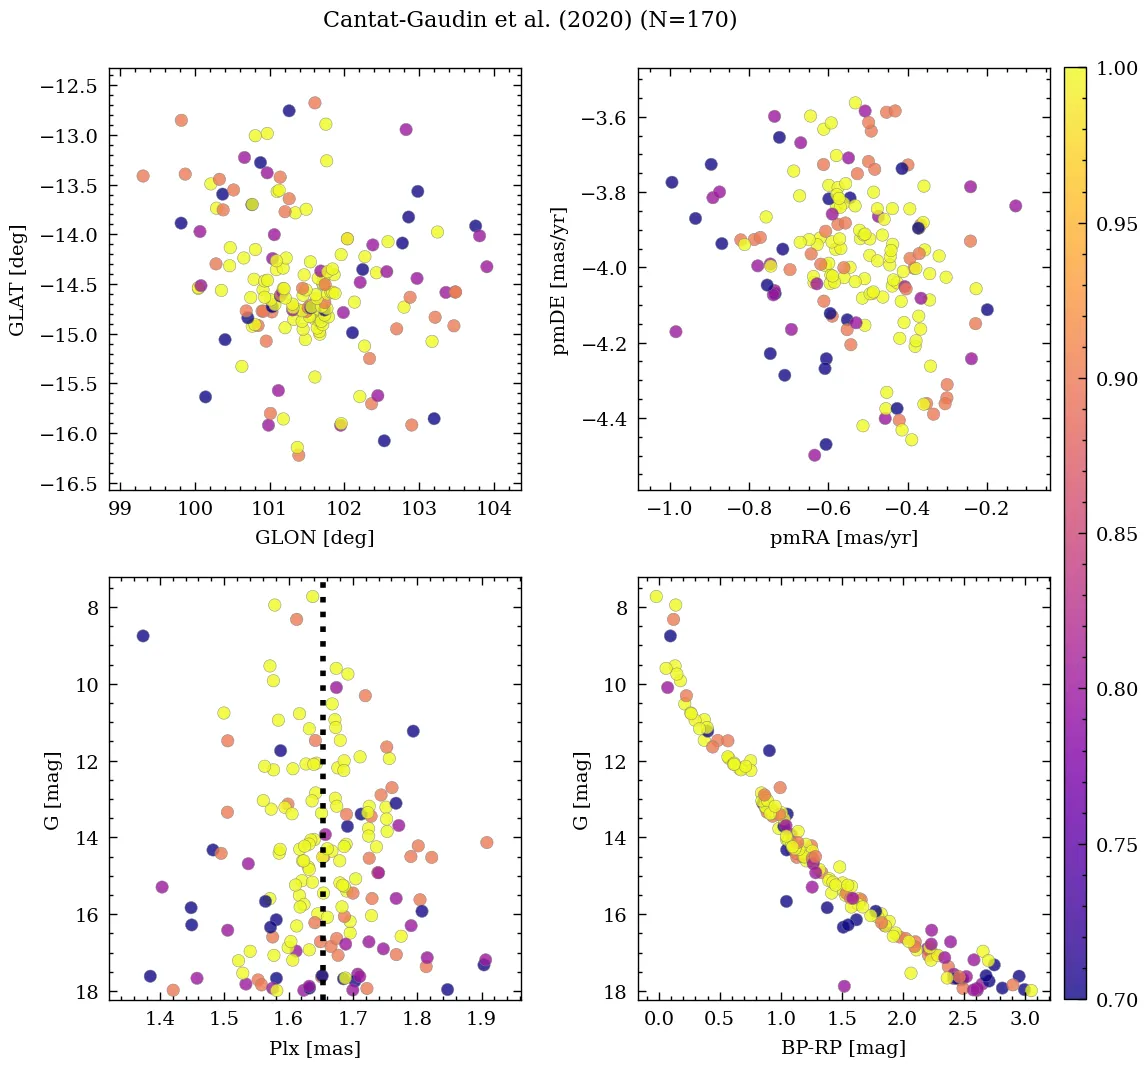 Cantat-Gaudin et al. (2020) (N=170)
−12.5
−13.0
−13.5
−14.0
−14.5
−15.0
−15.5
−16.0
−16.5
GLAT [deg]
99 100 101 102 103 104
GLON [deg]
−3.6
−3.8
−4.0
−4.2
−4.4
pmDE [mas/yr]
−1.0 −0.8 −0.6 −0.4 −0.2
pmRA [mas/yr]
8
10
12
14
16
18
G [mag]
1.4 1.5 1.6 1.7 1.8 1.9
Plx [mas]
8
10
12
14
16
18
G [mag]
0.0 0.5 1.0 1.5 2.0 2.5 3.0
BP-RP [mag]
1.00
0.95
0.90
0.85
0.80
0.75
0.70